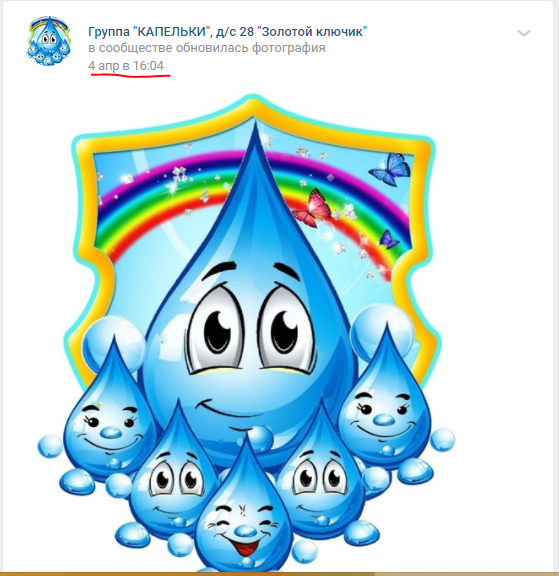 Группа "КАПЕЛЬКИ", д/с 28 "Золотой ключик"
в сообществе обновилась фотография
4 апр в 16:04